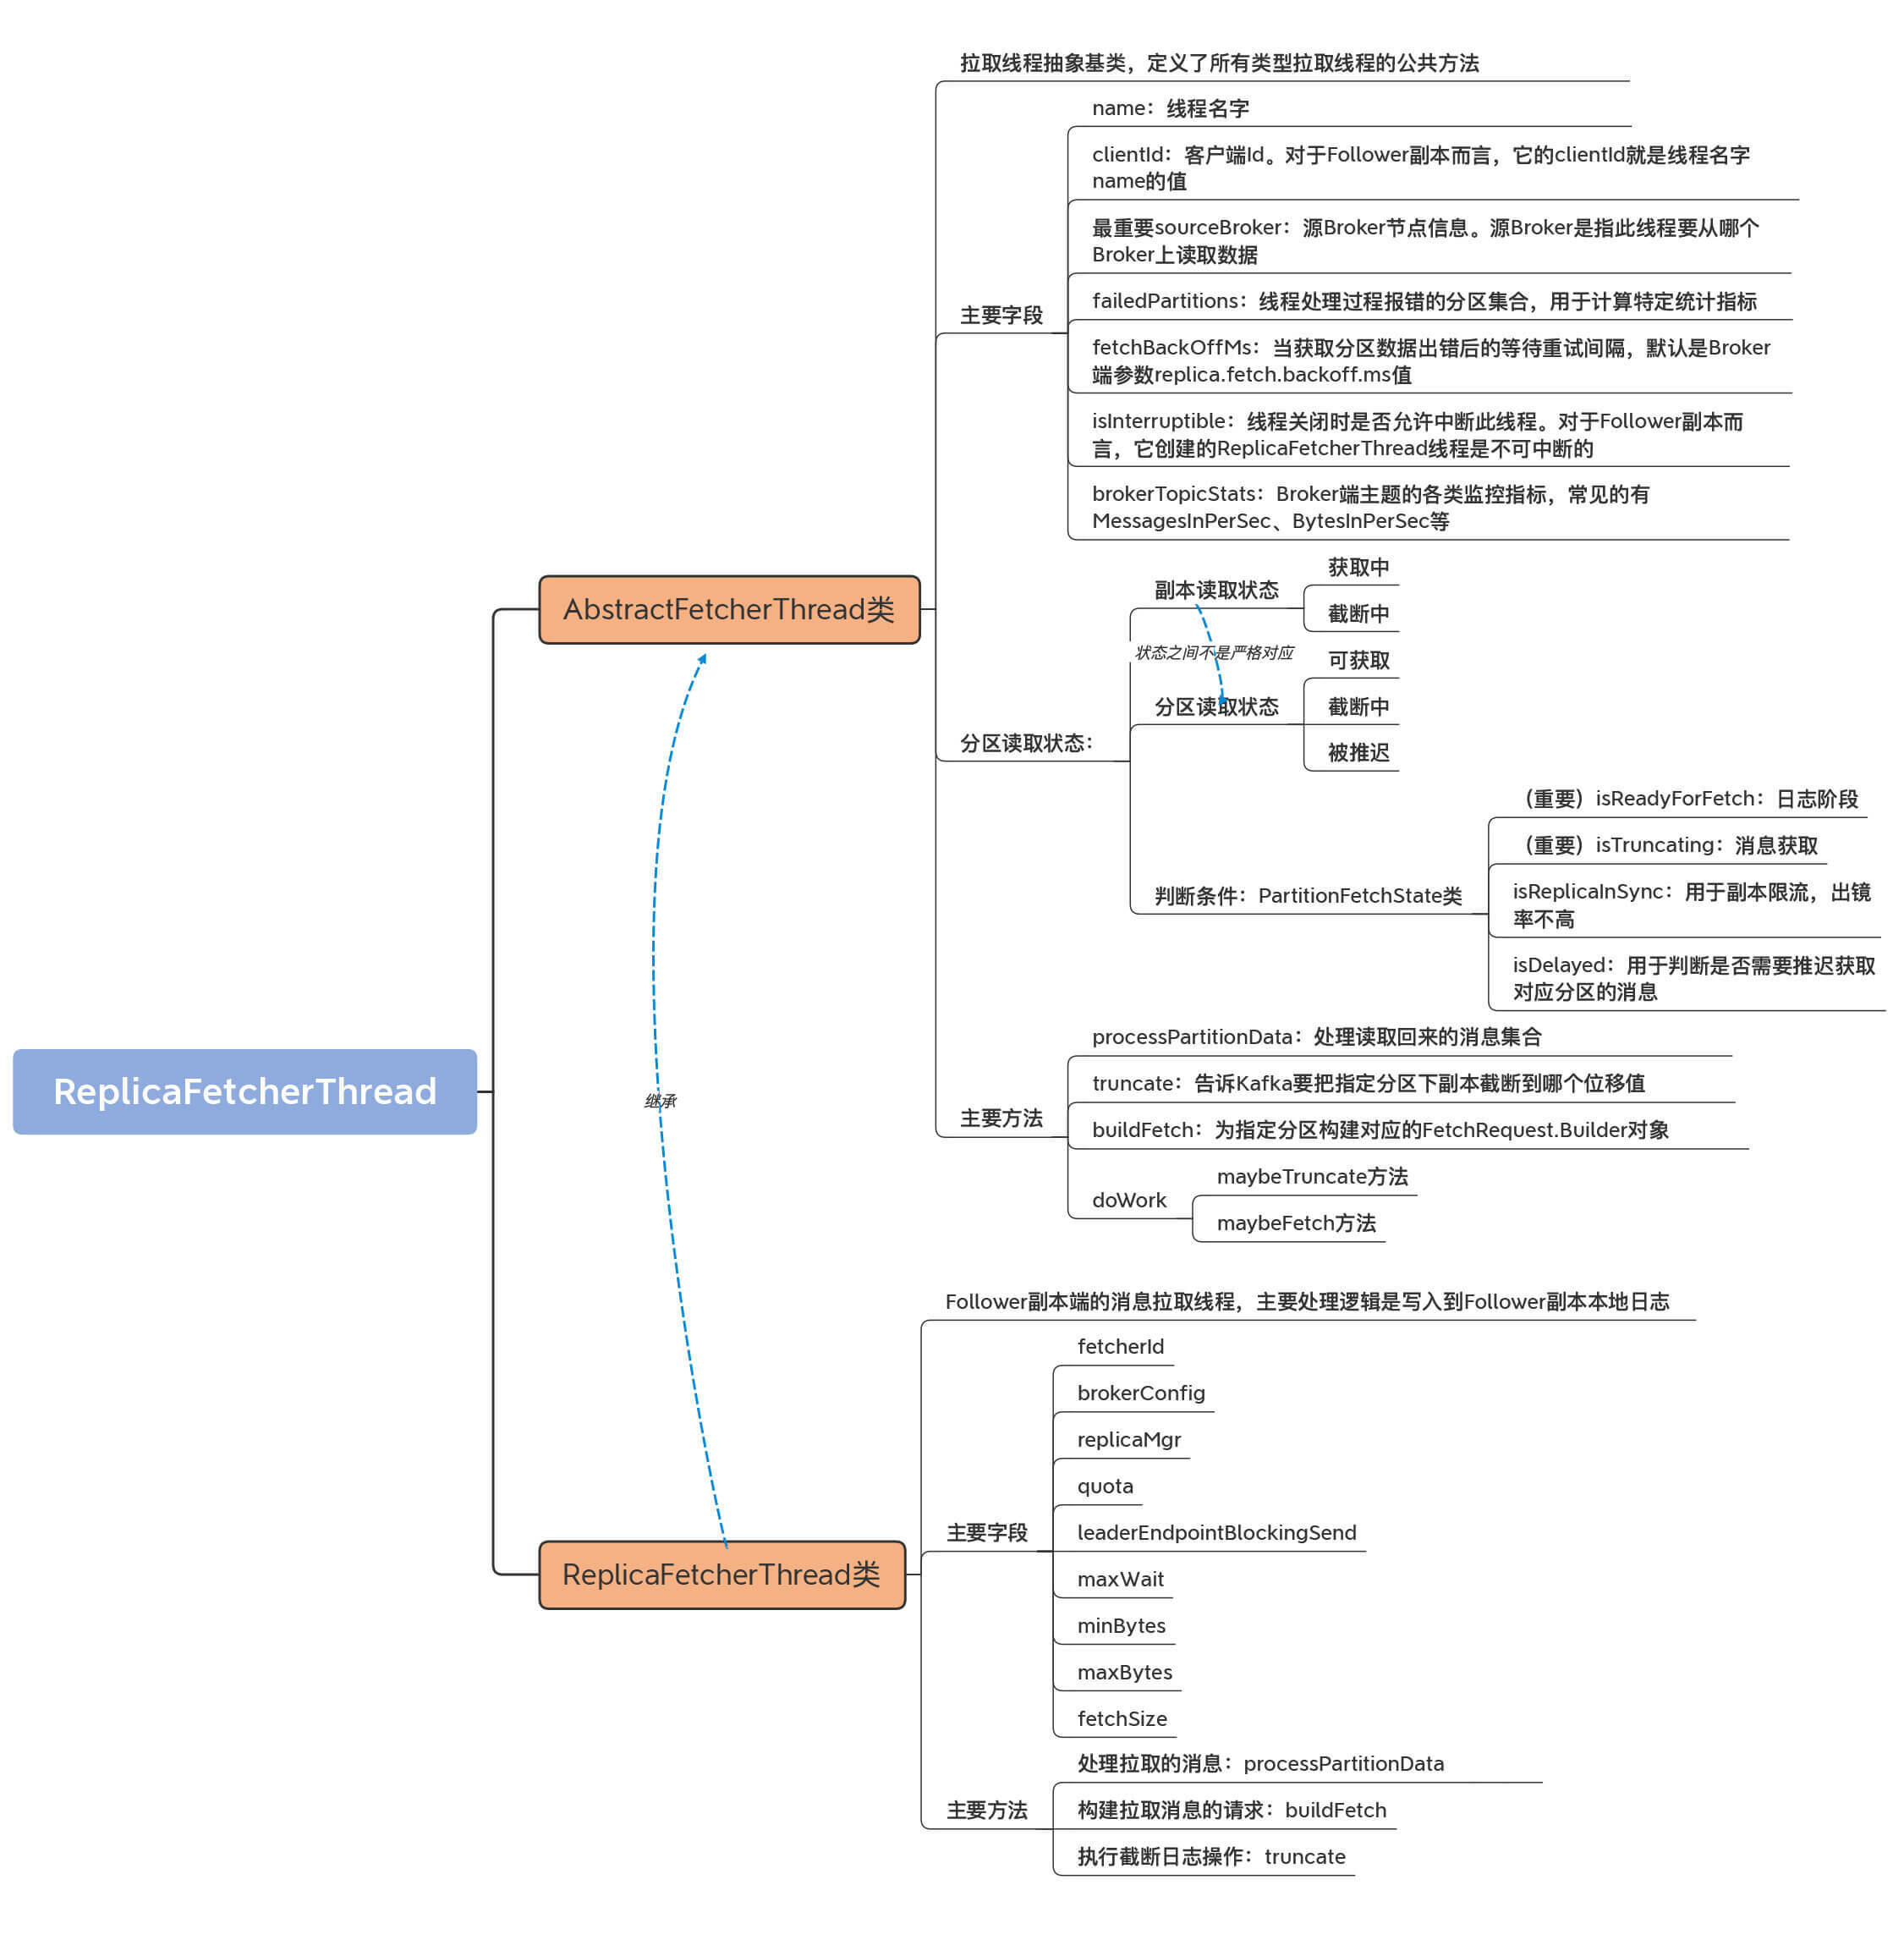 拉取线程抽象基类，定义了所有类型拉取线程的公共方法
name：线程名字
clientId：客户端Id。对于Follower副本而言，它的clientId就是线程名字
name的值
最重要sourceBroker：源Broker节点信息。源Broker是指此线程要从哪个
Broker上读取数据
failedPartitions：线程处理过程报错的分区集合，用于计算特定统计指标
主要字段
fetchBackOffMs：当获取分区数据出错后的等待重试间隔，默认是Broker
端参数replica.fetch.backoff.ms值
isInterruptible：线程关闭时是否允许中断此线程。对于Follower副本而
言，它创建的ReplicaFetcherThread线程是不可中断的
brokerTopicStats：Broker端主题的各类监控指标，常见的有
MessagesInPerSec、BytesInPerSec等
获取中
副本读取状态
截断中
AbstractFetcherThread类
状态之间不是严格对应
可获取
分区读取状态
截断中
分区读取状态：
被推迟
（重要）isReadyForFetch：日志阶段
（重要）isTruncating：消息获取
判断条件：PartitionFetchState类
isReplicaInSync：用于副本限流，出镜
率不高
isDelayed：用于判断是否需要推迟获取
对应分区的消息
processPartitionData：处理读取回来的消息集合
truncate：告诉Kafka要把指定分区下副本截断到哪个位移值
主要方法
buildFetch：为指定分区构建对应的FetchRequest.Builder对象
maybeTruncate方法
doWork
maybeFetch方法
ReplicaFetcherThread
继承
Follower副本端的消息拉取线程，主要处理逻辑是写入到Follower副本本地日志
fetcherId
brokerConfig
replicaMgr
quota
主要字段
leaderEndpointBlockingSend
maxWait
ReplicaFetcherThread类
minBytes
maxBytes
fetchSize
处理拉取的消息：processPartitionData
主要方法
构建拉取消息的请求：buildFetch
执行截断日志操作：truncate